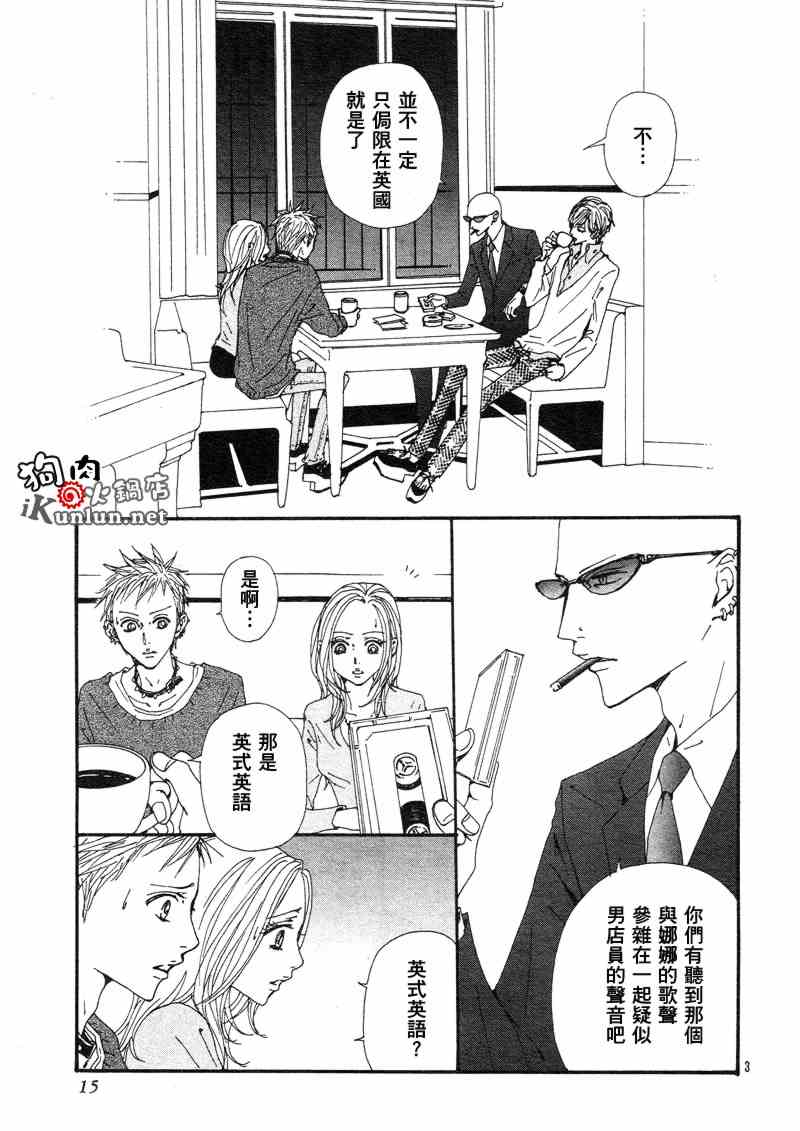 不…
並不一定
只侷限在英國
就是了
狗肉
火鍋店
iKunlun.net
你們有聽到那個
與娜娜的歌聲
參雜在一起疑似
男店員的聲音吧
是啊…
那是
英式英語
英式英語？
15
3